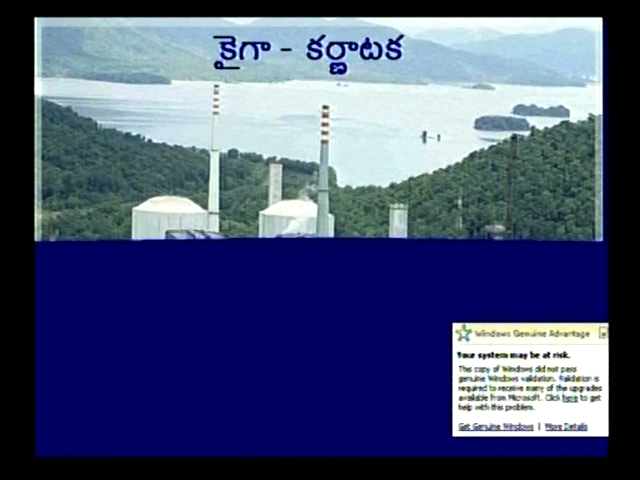 కైగా - కర్ణాటక
Windows Genuine Advantage
Your system may be at risk.
This copy of Windows did not pass
genuine Windows validation. Validation is
required to receive many of the upgrades
available from Microsoft. Click here to get
help with this problem.
Get Genuine Windows | More Details